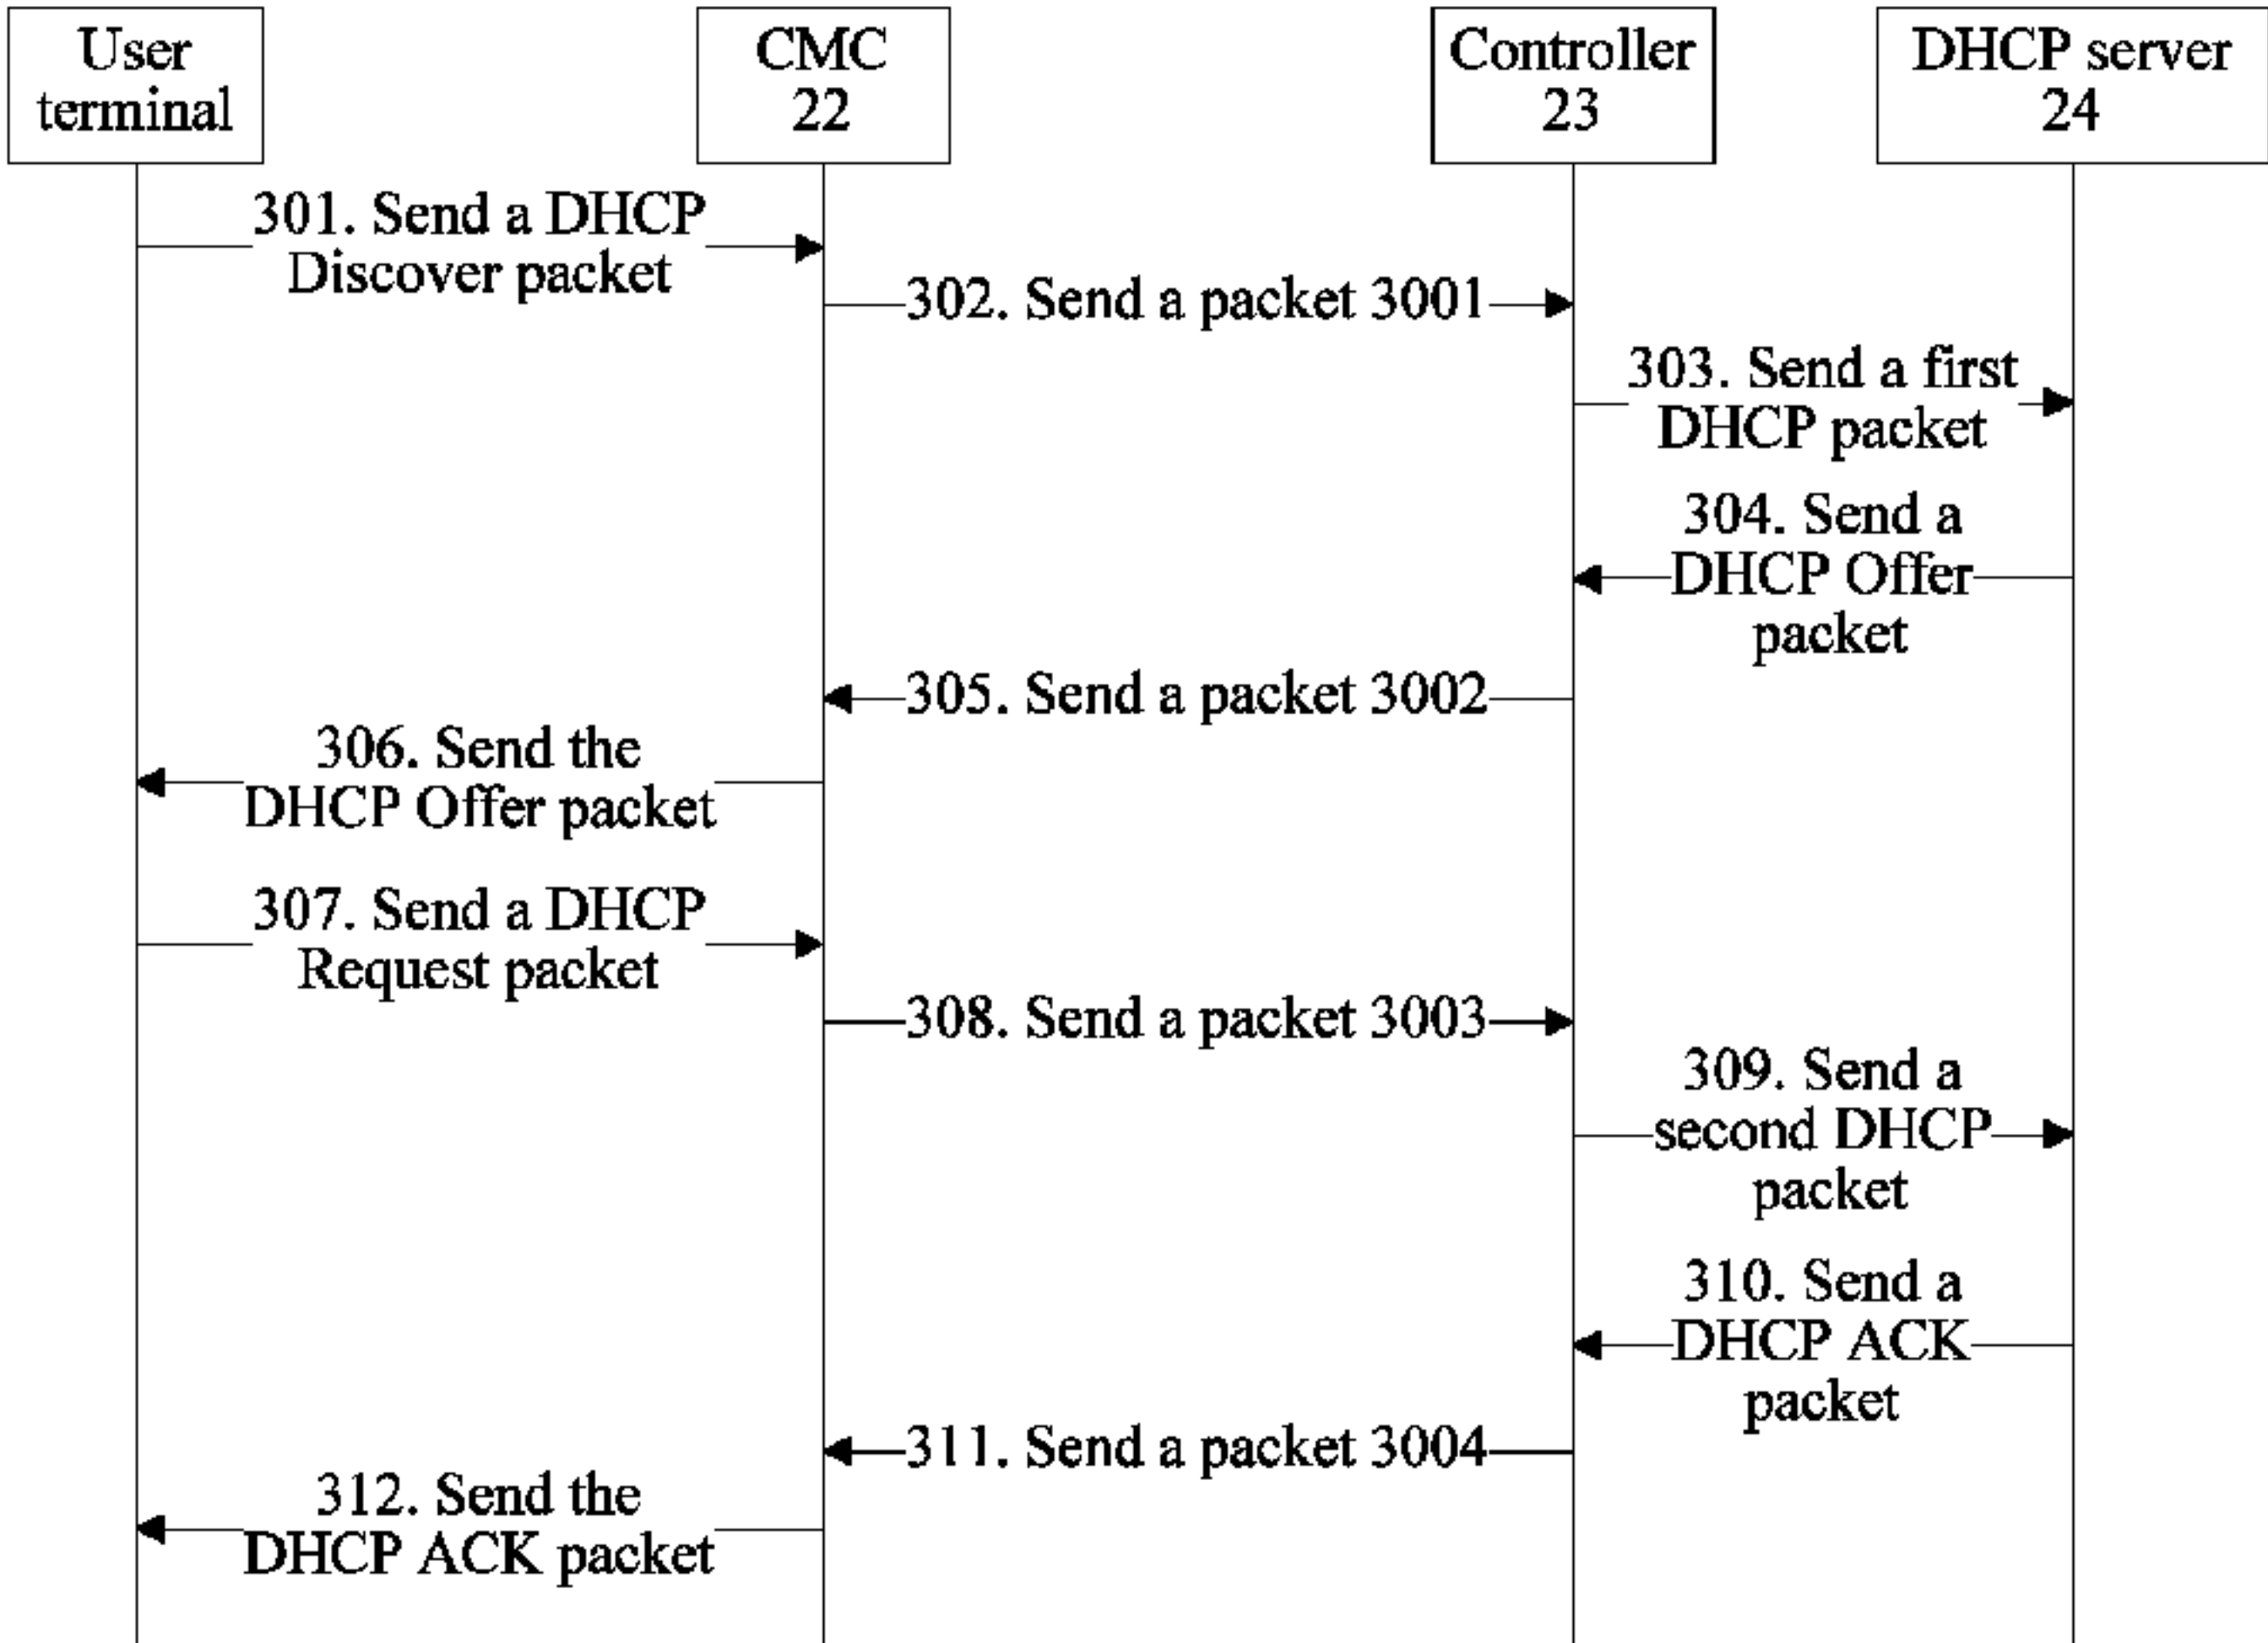 User
terminal
CMC
22
Controller
23
DHCP server
24
301. Send a DHCP
Discover packet
302. Send a packet 3001
303. Send a first
DHCP packet
304. Send a
DHCP Offer
packet
305. Send a packet 3002
306. Send the
DHCP Offer packet
307. Send a DHCP
Request packet
308. Send a packet 3003
309. Send a
second DHCP
packet
310. Send a
DHCP ACK
packet
311. Send a packet 3004
312. Send the
DHCP ACK packet